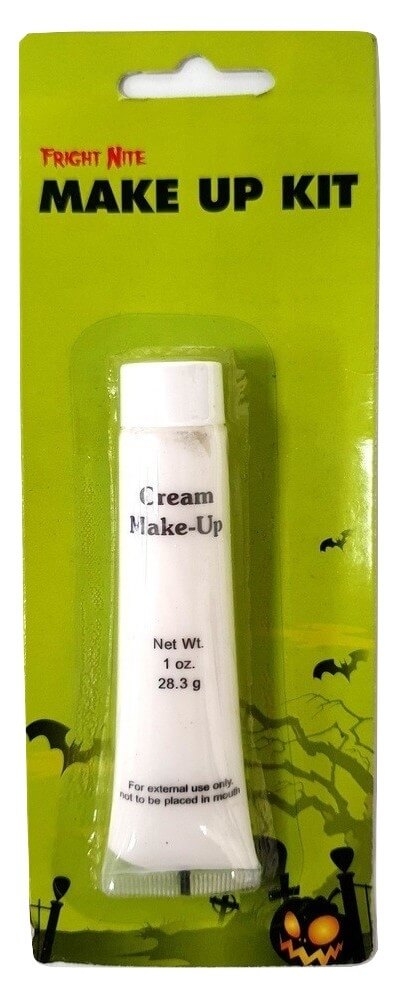 FRIGHT NITE
MAKE UP KIT
Cream
Make-Up
Net Wt.
1 oz.
28.3 g
For external use only,
not to be placed in mouth